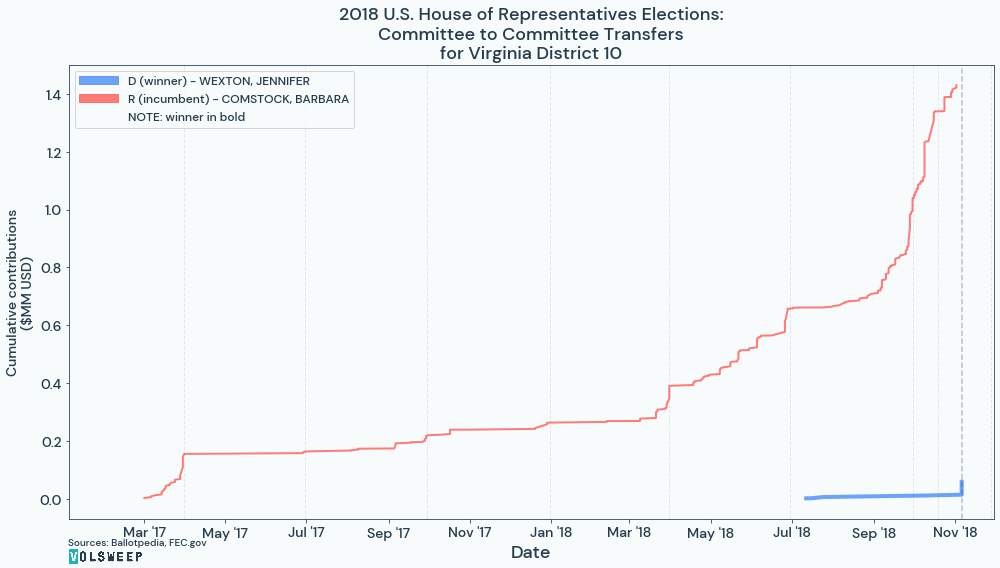 2018 U.S. House of Representatives Elections:
Committee to Committee Transfers
for Virginia District 10
D (winner) - WEXTON, JENNIFER
R (incumbent) - COMSTOCK, BARBARA
NOTE: winner in bold
Cumulative contributions
($MM USD)
1.4
1.2
1.0
0.8
0.6
0.4
0.2
0.0
Mar '17 May '17 Jul '17 Sep '17 Nov '17 Jan '18 Mar '18 May '18 Jul '18 Sep '18 Nov '18
Date
Sources: Ballotpedia, FEC.gov
VOL$WEEP